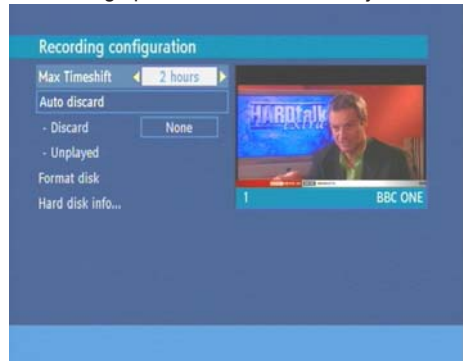 Recording configuration
Max Timeshift 2 hours
Auto discard
- Discard None
- Unplayed
Format disk
Hard disk info...
HARDtalk
Extra
1 BBC ONE